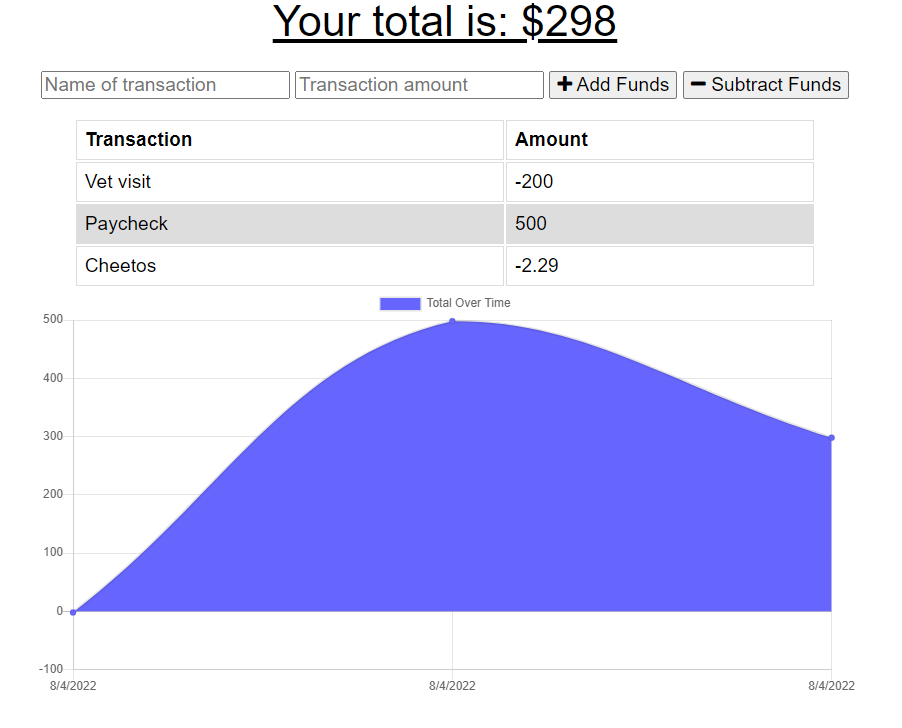 Your total is: $298
Name of transaction Transaction amount Add Funds Subtract Funds
Transaction Amount
Vet visit -200
Paycheck 500
Cheetos -2.29
Total Over Time
500
400
300
200
100
0
-100
8/4/2022 8/4/2022 8/4/2022